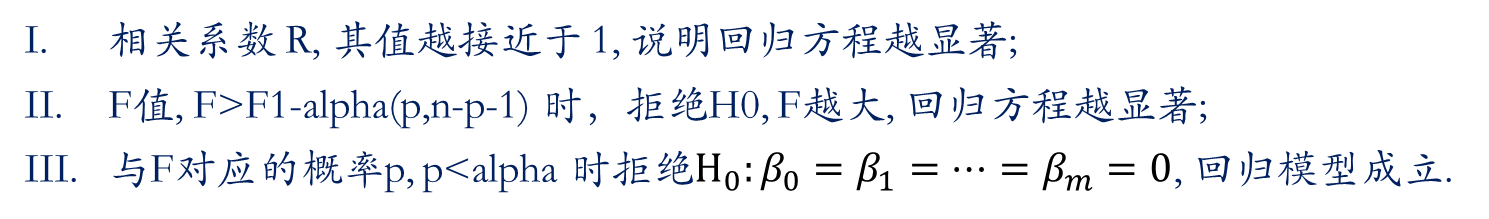 I. 相关系数 R, 其值越接近于 1, 说明回归方程越显著;
II. F值, F>F1-alpha(p,n-p-1) 时，拒绝H0, F越大, 回归方程越显著;
III. 与F对应的概率p, p<alpha 时拒绝H₀: β₀ = β₁ = ⋯ = βₘ = 0, 回归模型成立.